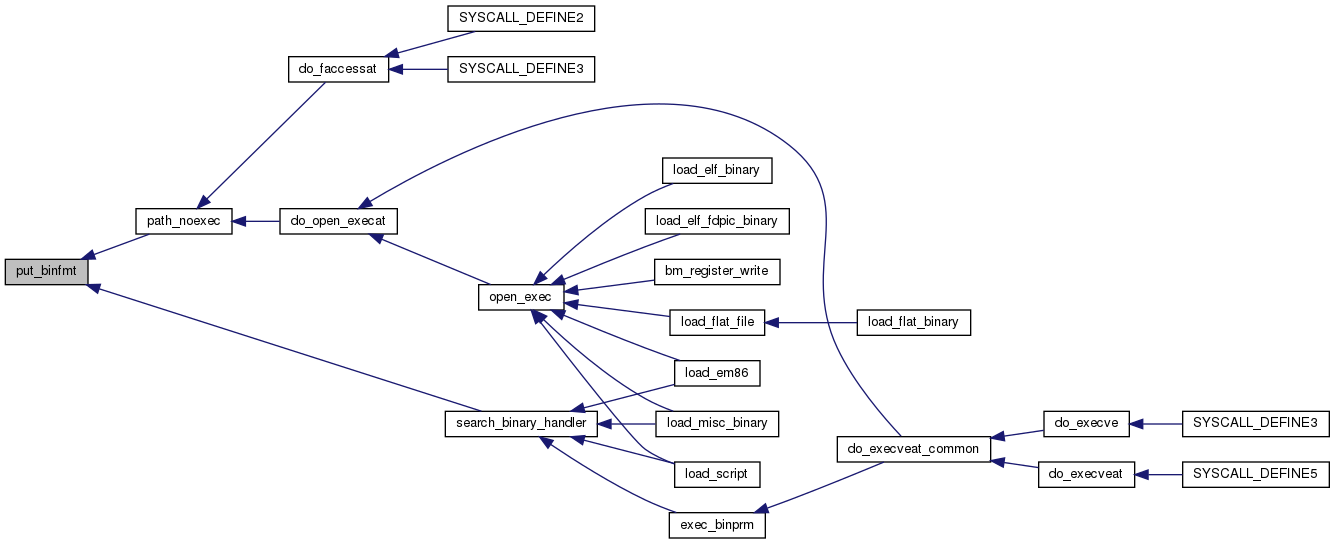 SYSCALL_DEFINE2
do_faccessat
SYSCALL_DEFINE3
load_elf_binary
path_noexec
do_open_execat
load_elf_fdpic_binary
put_binfmt
bm_register_write
open_exec
load_flat_file
load_flat_binary
load_em86
search_binary_handler
load_misc_binary
do_execve
SYSCALL_DEFINE3
do_execveat_common
load_script
do_execveat
SYSCALL_DEFINE5
exec_binprm